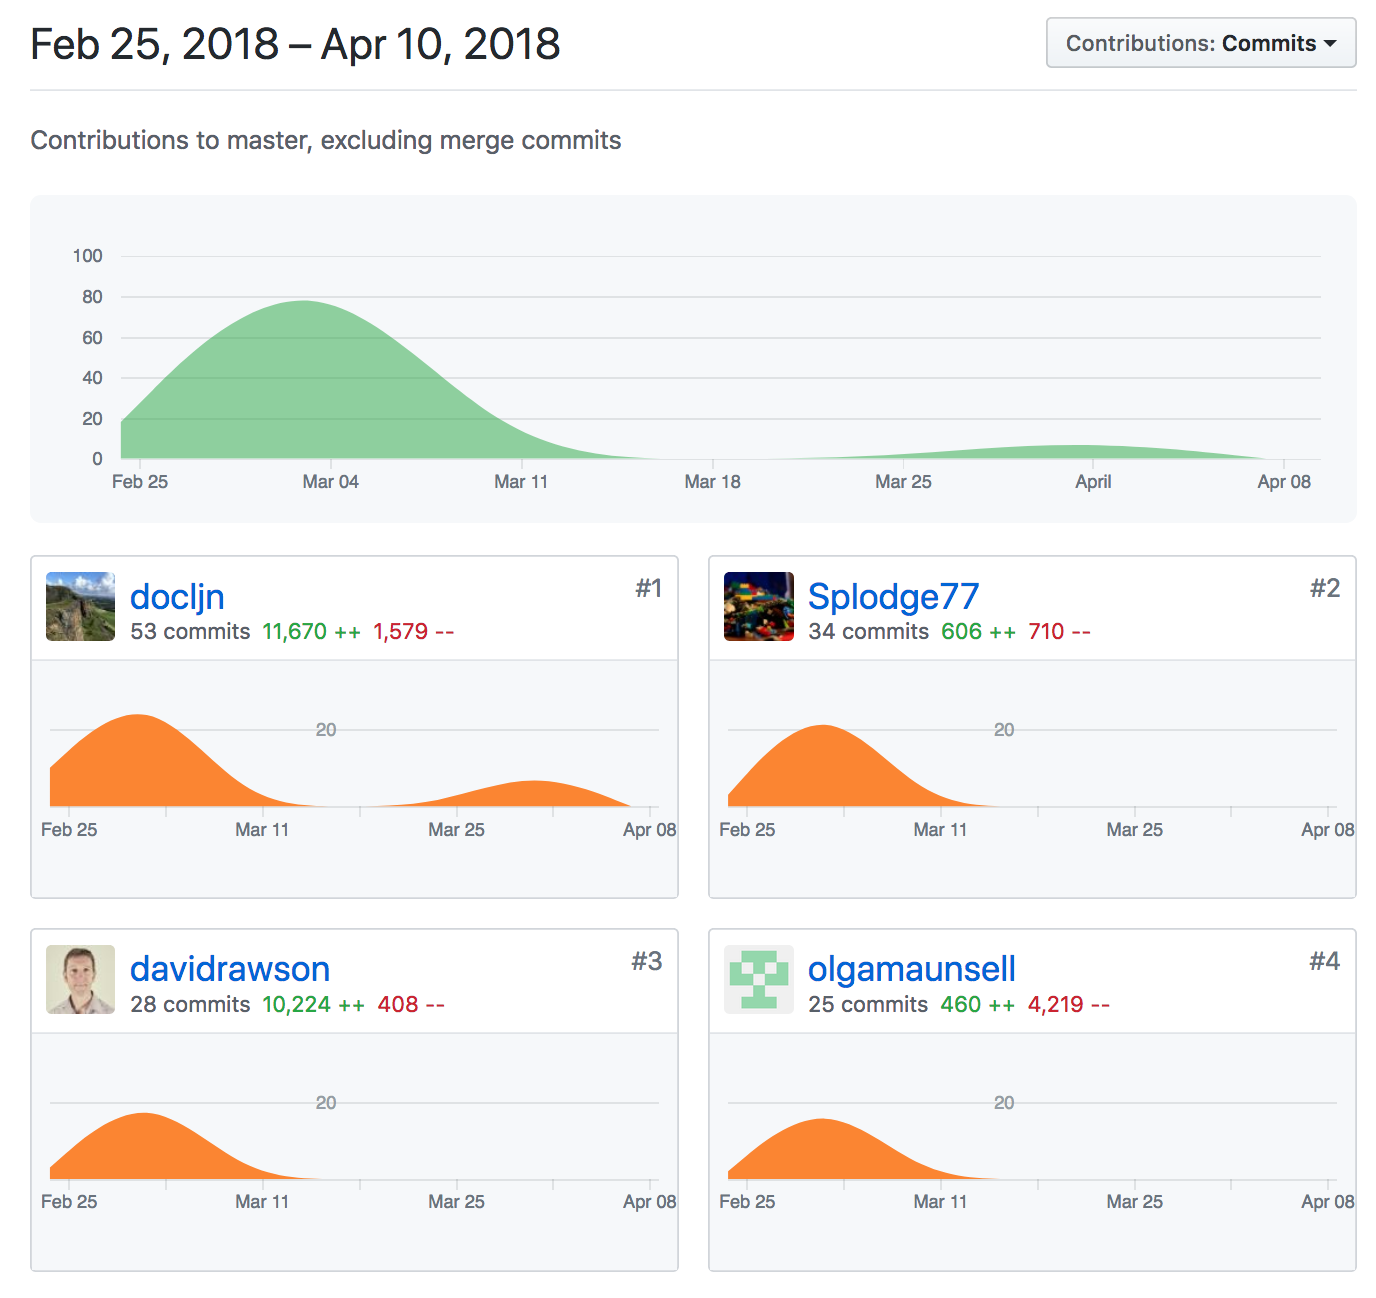 Feb 25, 2018 – Apr 10, 2018
Contributions: Commits
Contributions to master, excluding merge commits
100
80
60
40
20
0
Feb 25 Mar 04 Mar 11 Mar 18 Mar 25 April Apr 08
docljn #1
53 commits 11,670 ++ 1,579 --
20
Feb 25 Mar 11 Mar 25 Apr 08
Splodge77 #2
34 commits 606 ++ 710 --
20
Feb 25 Mar 11 Mar 25 Apr 08
davidrawson #3
28 commits 10,224 ++ 408 --
20
Feb 25 Mar 11 Mar 25 Apr 08
olgamaunsell #4
25 commits 460 ++ 4,219 --
20
Feb 25 Mar 11 Mar 25 Apr 08